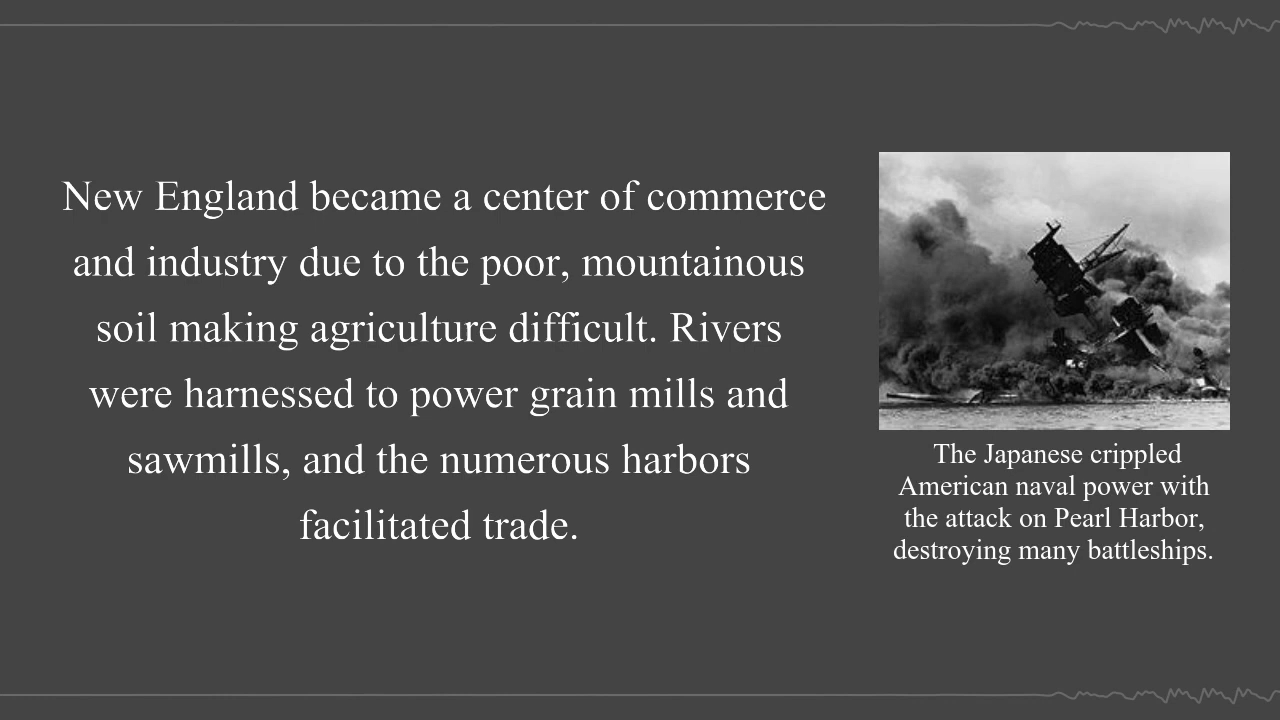 New England became a center of commerce
and industry due to the poor, mountainous
soil making agriculture difficult. Rivers
were harnessed to power grain mills and
sawmills, and the numerous harbors
facilitated trade.
The Japanese crippled
American naval power with
the attack on Pearl Harbor,
destroying many battleships.